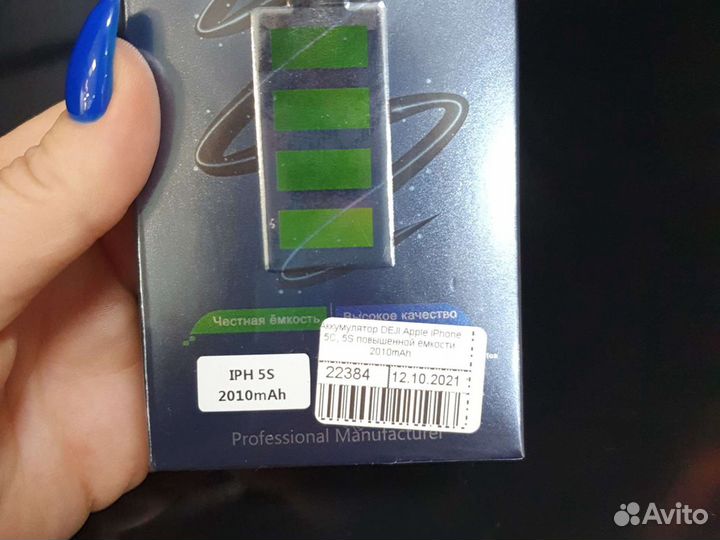 Честная ёмкость
Высокое качество
Аккумулятор DEJI Apple iPhone
5C, 5S повышенной ёмкости
2010mAh
22384
12.10.2021
IPH 5S
2010mAh
Professional Manufacturer
Avito